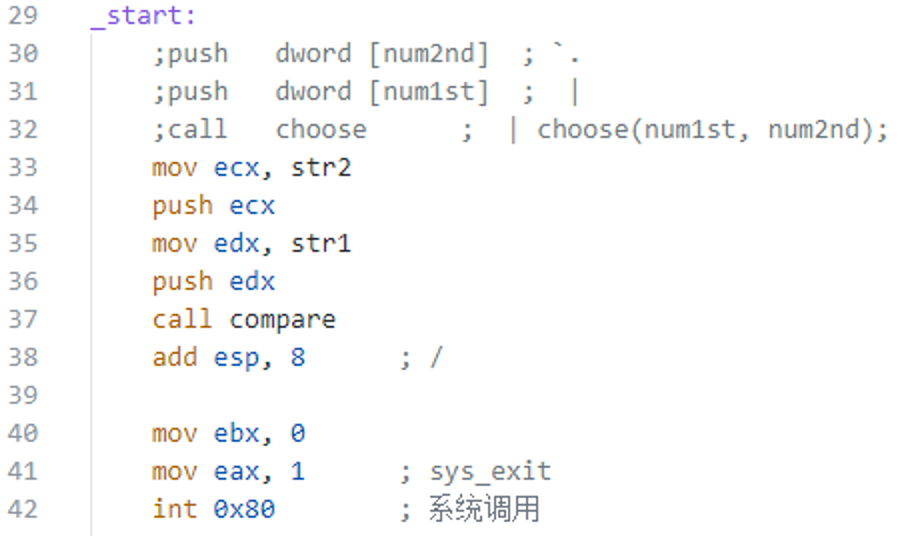 29 _start:
30 ;push dword [num2nd] ; `.
31 ;push dword [num1st] ; |
32 ;call choose ; | choose(num1st, num2nd);
33 mov ecx, str2
34 push ecx
35 mov edx, str1
36 push edx
37 call compare
38 add esp, 8 ; /
39
40 mov ebx, 0
41 mov eax, 1 ; sys_exit
42 int 0x80 ; 系统调用